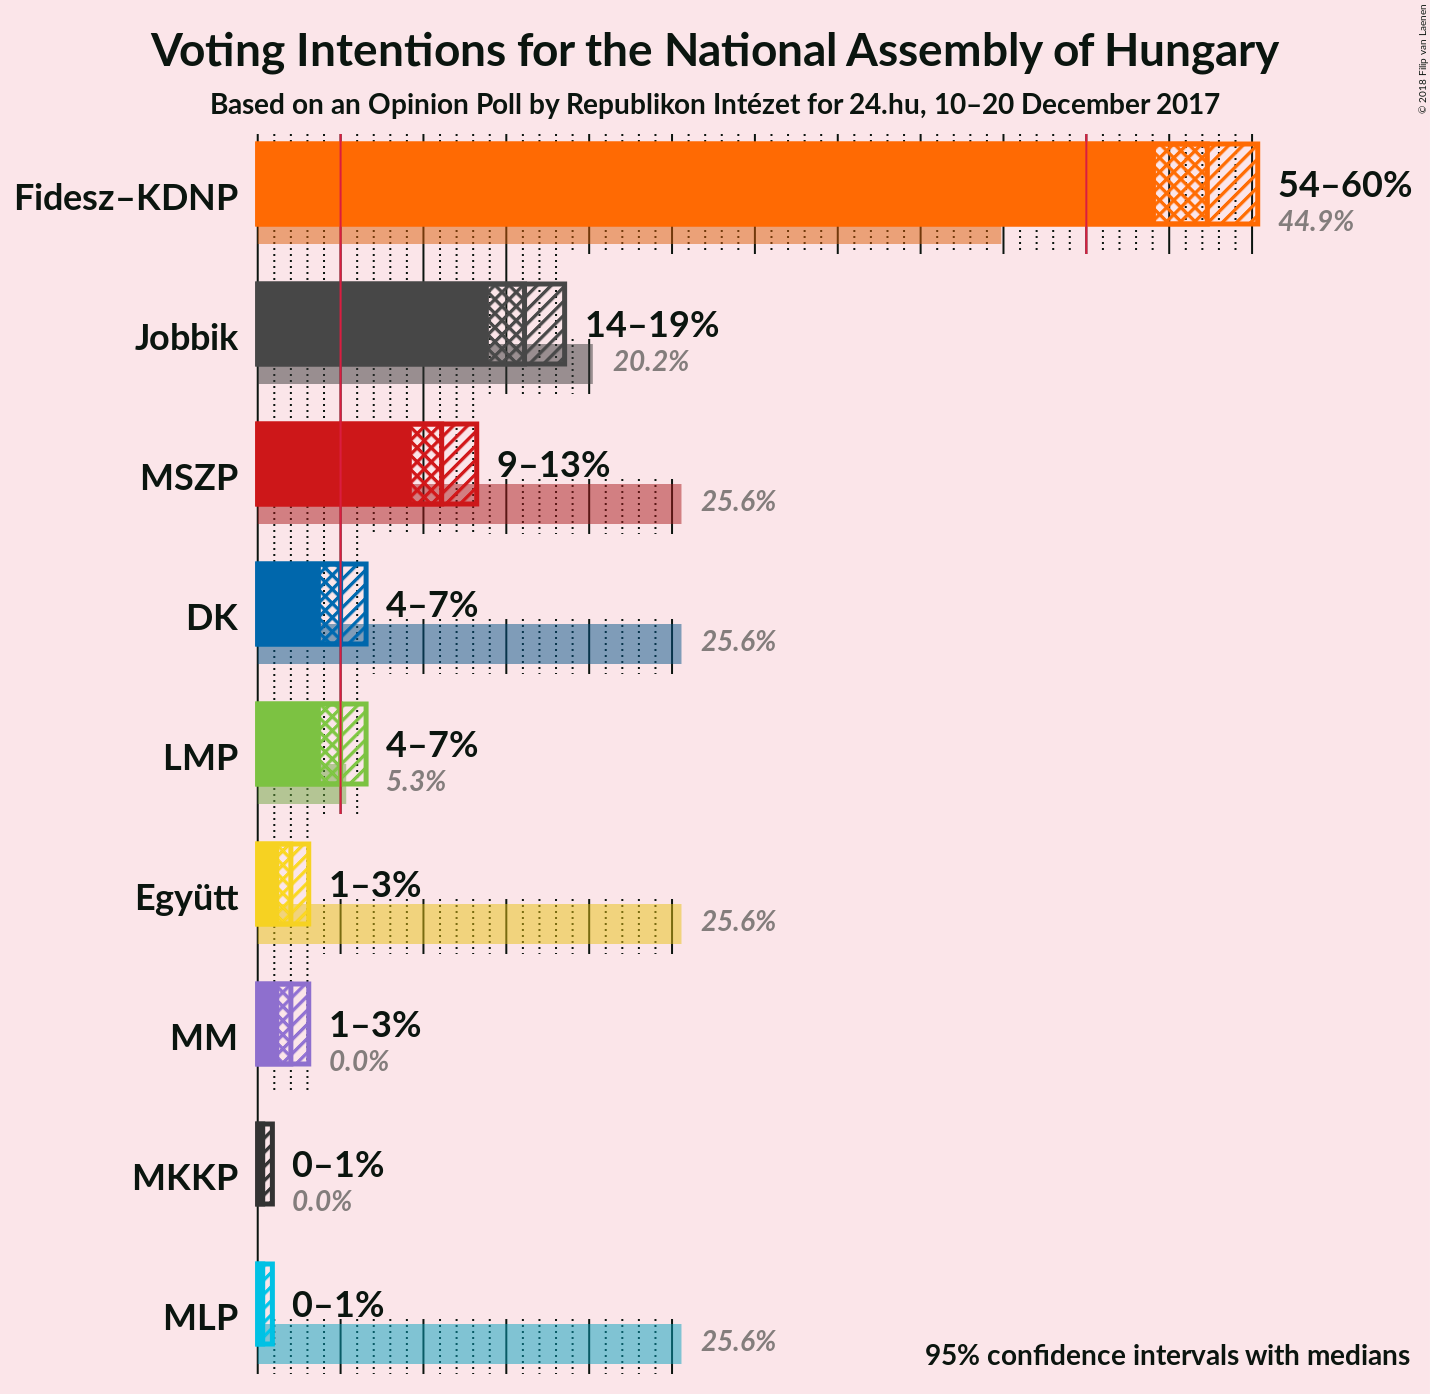 Voting Intentions for the National Assembly of Hungary
Based on an Opinion Poll by Republikon Intézet for 24.hu, 10–20 December 2017
© 2018 Filip van Laenen
Fidesz–KDNP
54–60%
44.9%
Jobbik
14–19%
20.2%
MSZP
9–13%
25.6%
DK
4–7%
25.6%
LMP
4–7%
5.3%
Együtt
1–3%
25.6%
MM
1–3%
0.0%
MKKP
0–1%
0.0%
MLP
0–1%
25.6%
95% confidence intervals with medians